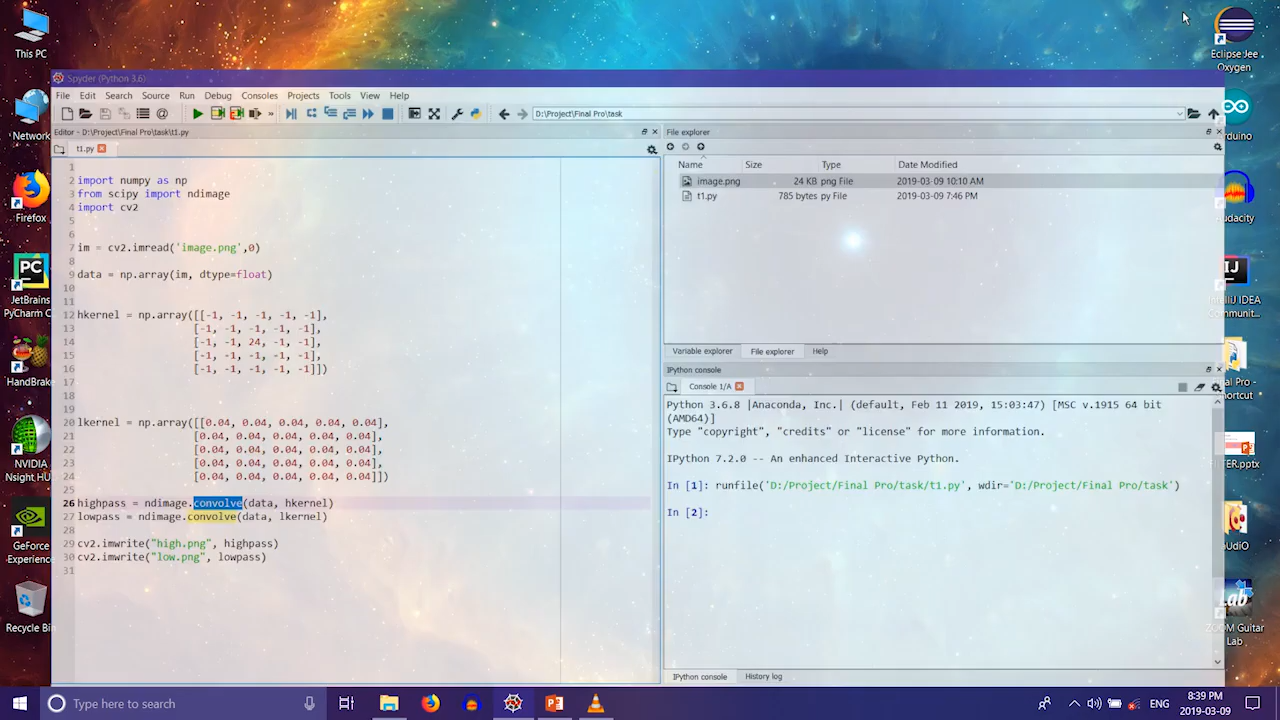 This PC
Network
Firefox
JetBrains
PyCharm C
HandBrake
NVIDIA
Nsight HU
GeForce
Experience
Recycle Bin
Eclipse Jee
Oxygen
IntelliJ IDEA
Communit...
ZOOM Guitar
Lab
Spyder (Python 3.6)
File Edit Search Source Run Debug Consoles Projects Tools View Help
D:\Project\Final Pro\task
Editor - D:\Project\Final Pro\task\t1.py
t1.py
1
2 import numpy as np
3 from scipy import ndimage
4 import cv2
5
6
7 im = cv2.imread('image.png',0)
8
9 data = np.array(im, dtype=float)
10
11
12 hkernel = np.array([[-1, -1, -1, -1, -1],
13 [-1, -1, -1, -1, -1],
14 [-1, -1, 24, -1, -1],
15 [-1, -1, -1, -1, -1],
16 [-1, -1, -1, -1, -1]])
17
18
19
20 lkernel = np.array([[0.04, 0.04, 0.04, 0.04, 0.04],
21 [0.04, 0.04, 0.04, 0.04, 0.04],
22 [0.04, 0.04, 0.04, 0.04, 0.04],
23 [0.04, 0.04, 0.04, 0.04, 0.04],
24 [0.04, 0.04, 0.04, 0.04, 0.04]])
25
26 highpass = ndimage.convolve(data, hkernel)
27 lowpass = ndimage.convolve(data, lkernel)
28
29 cv2.imwrite("high.png", highpass)
30 cv2.imwrite("low.png", lowpass)
31
File explorer
Name Size Type Date Modified
image.png 24 KB png File 2019-03-09 10:10 AM
t1.py 785 bytes py File 2019-03-09 7:46 PM
Variable explorer File explorer Help
IPython console
Console 1/A
Python 3.6.8 |Anaconda, Inc.| (default, Feb 11 2019, 15:03:47) [MSC v.1915 64 bit
(AMD64)]
Type "copyright", "credits" or "license" for more information.
IPython 7.2.0 -- An enhanced Interactive Python.
In [1]: runfile('D:/Project/Final Pro/task/t1.py', wdir='D:/Project/Final Pro/task')
In [2]:
IPython console History log
Type here to search
ENG
8:39 PM
2019-03-09